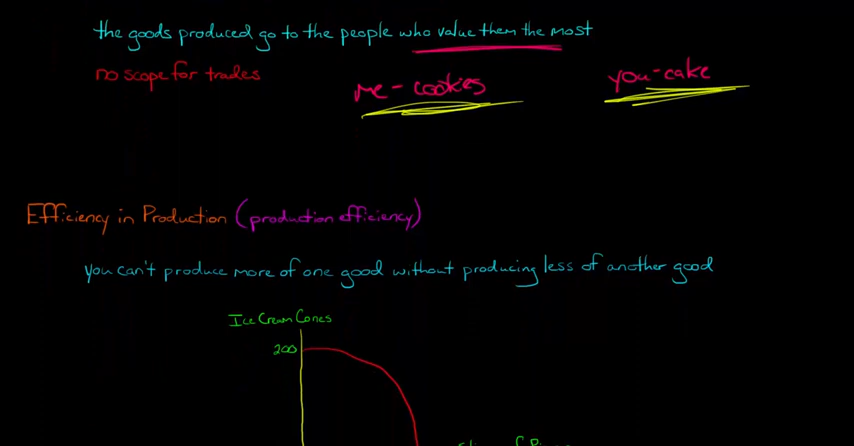 the goods produced go to the people who value them the most
no scope for trades
me - cookies
you - cake
Efficiency in Production (production efficiency)
you can't produce more of one good without producing less of another good
Ice Cream Cones
200